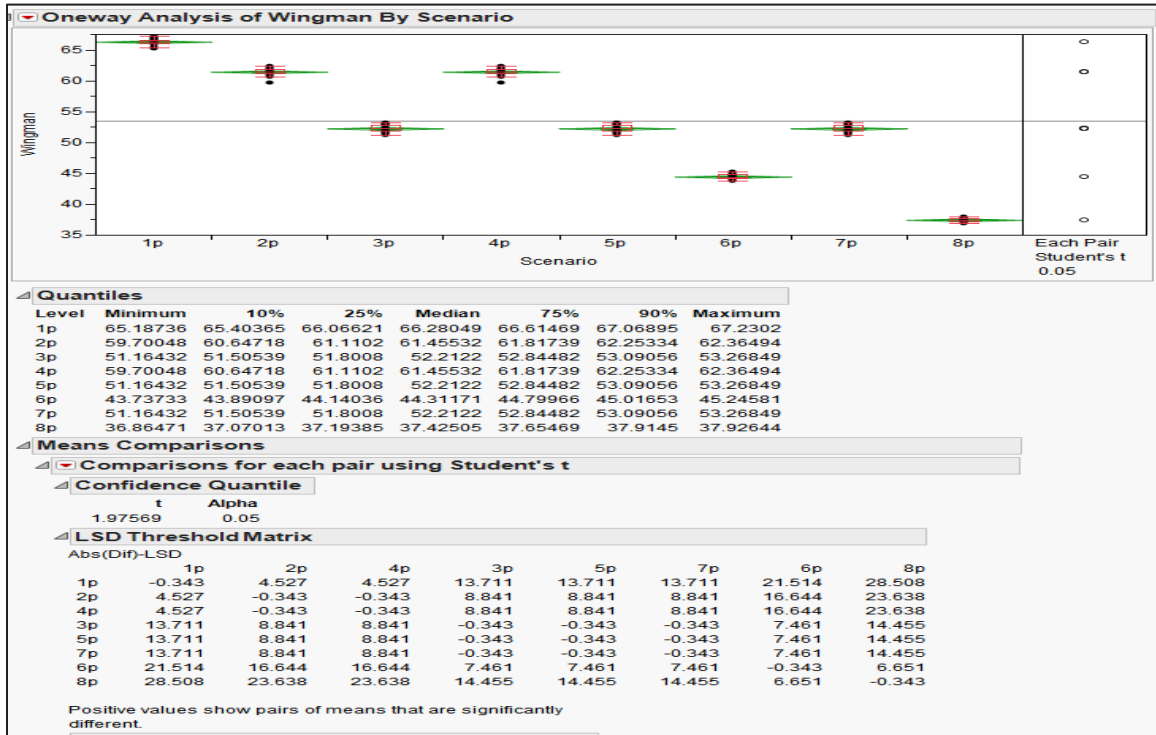 Oneway Analysis of Wingman By Scenario
65
60
55
50
45
40
35
Wingman
1p 2p 3p 4p 5p 6p 7p 8p
Scenario
Each Pair
Student's t
0.05
Quantiles
Level Minimum 10% 25% Median 75% 90% Maximum
1p 65.18736 65.40365 66.06621 66.28049 66.61469 67.06895 67.2302
2p 59.70048 60.64718 61.1102 61.45532 61.81739 62.25334 62.36494
3p 51.16432 51.50539 51.8008 52.2122 52.84482 53.09056 53.26849
4p 59.70048 60.64718 61.1102 61.45532 61.81739 62.25334 62.36494
5p 51.16432 51.50539 51.8008 52.2122 52.84482 53.09056 53.26849
6p 43.73733 43.89097 44.14036 44.31171 44.79966 45.01653 45.24581
7p 51.16432 51.50539 51.8008 52.2122 52.84482 53.09056 53.26849
8p 36.86471 37.07013 37.19385 37.42505 37.65469 37.9145 37.92644
Means Comparisons
Comparisons for each pair using Student's t
Confidence Quantile
t Alpha
1.97569 0.05
LSD Threshold Matrix
Abs(Dif)-LSD
1p 2p 4p 3p 5p 7p 6p 8p
1p -0.343 4.527 4.527 13.711 13.711 13.711 21.514 28.508
2p 4.527 -0.343 -0.343 8.841 8.841 8.841 16.644 23.638
4p 4.527 -0.343 -0.343 8.841 8.841 8.841 16.644 23.638
3p 13.711 8.841 8.841 -0.343 -0.343 -0.343 7.461 14.455
5p 13.711 8.841 8.841 -0.343 -0.343 -0.343 7.461 14.455
7p 13.711 8.841 8.841 -0.343 -0.343 -0.343 7.461 14.455
6p 21.514 16.644 16.644 7.461 7.461 7.461 -0.343 6.651
8p 28.508 23.638 23.638 14.455 14.455 14.455 6.651 -0.343
Positive values show pairs of means that are significantly
different.